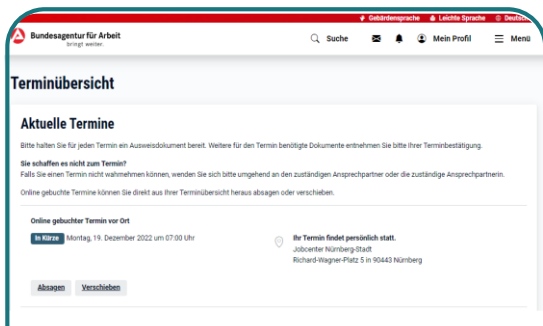 Gebärdensprache Leichte Sprache
Bundesagentur für Arbeit
bringt weiter.
Suche Mein Profil Menü
Terminübersicht
Aktuelle Termine
Bitte halten Sie für jeden Termin ein Ausweisdokument bereit. Weitere für den Termin benötigte Dokumente entnehmen Sie bitte Ihrer Terminbestätigung.
Sie schaffen es nicht zum Termin?
Falls Sie einen Termin nicht wahrnehmen können, wenden Sie sich bitte umgehend an den zuständigen Ansprechpartner oder die zuständige Ansprechpartnerin.
Online gebuchte Termine können Sie direkt aus Ihrer Terminübersicht heraus absagen oder verschieben.
Online gebuchter Termin vor Ort
In Kürze Montag, 19. Dezember 2022 um 07:00 Uhr
Ihr Termin findet persönlich statt.
Jobcenter Nürnberg-Stadt
Richard-Wagner-Platz 5 in 90443 Nürnberg
Absagen Verschieben